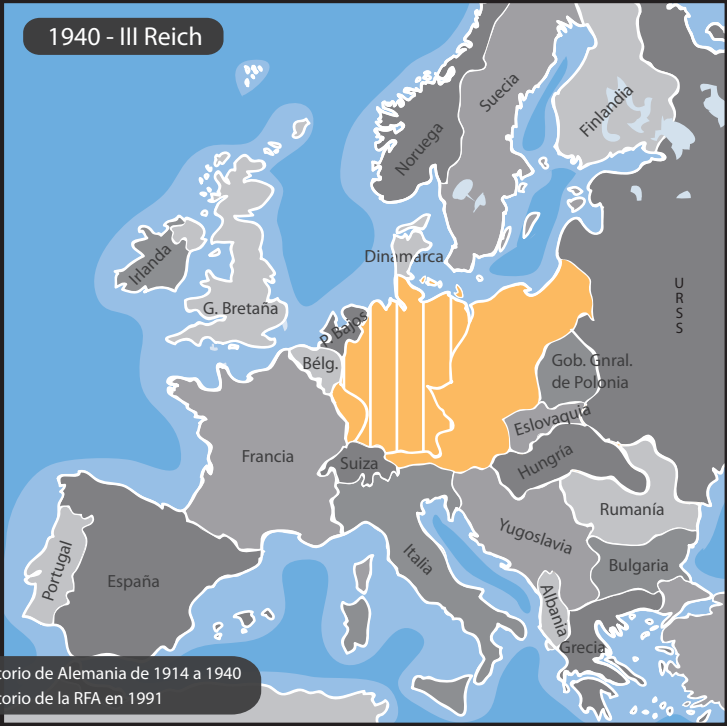 1940 - III Reich
Suecia
Finlandia
Noruega
Dinamarca
Irlanda
G. Bretaña
P. Bajos
Bélg.
URSS
Gob. Gnral.
de Polonia
Eslovaquia
Francia
Suiza
Hungría
Rumanía
Yugoslavia
Bulgaria
Italia
Portugal
España
Albania
Grecia
torio de Alemania de 1914 a 1940
torio de la RFA en 1991